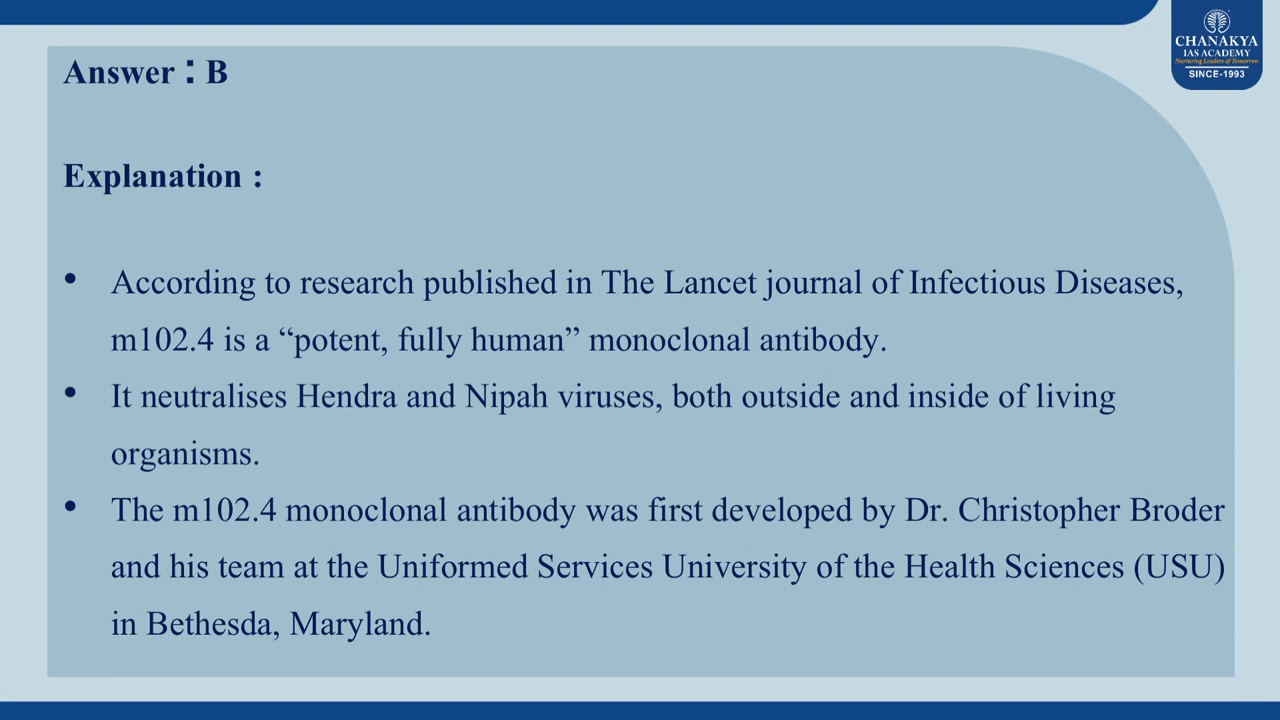 CHANAKYA
IAS ACADEMY
Nurturing Leaders of Tomorrow
SINCE-1993
Answer : B
Explanation :
• According to research published in The Lancet journal of Infectious Diseases,
m102.4 is a “potent, fully human” monoclonal antibody.
• It neutralises Hendra and Nipah viruses, both outside and inside of living
organisms.
• The m102.4 monoclonal antibody was first developed by Dr. Christopher Broder
and his team at the Uniformed Services University of the Health Sciences (USU)
in Bethesda, Maryland.